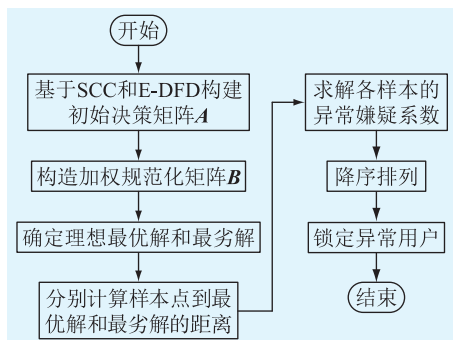 开始
基于SCC和E-DFD构建
初始决策矩阵A
构造加权规范化矩阵B
确定理想最优解和最劣解
分别计算样本点到最
优解和最劣解的距离
求解各样本的
异常嫌疑系数
降序排列
锁定异常用户
结束